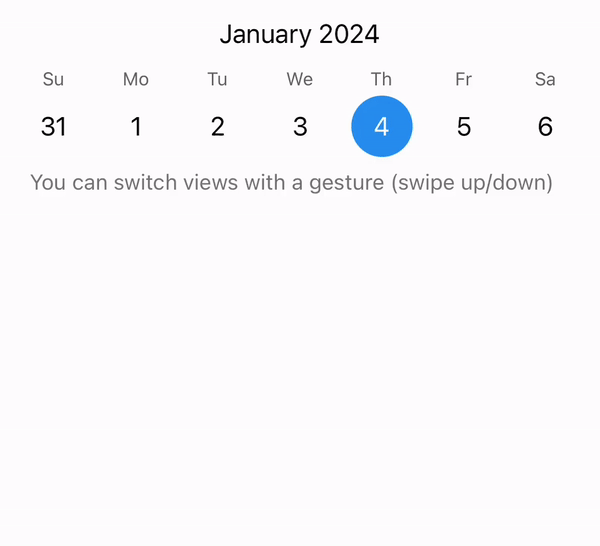 January 2024
Su Mo Tu We Th Fr Sa
31 1 2 3 4 5 6
You can switch views with a gesture (swipe up/down)